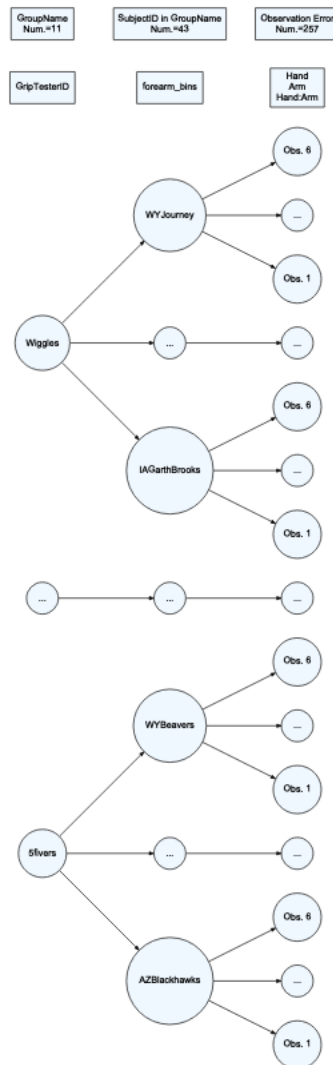 GroupName
Num.=11
SubjectID in GroupName
Num.=43
Observation Error
Num.=257
GripTesterID
forearm_bins
Hand
Arm
Hand:Arm
Obs. 6
WYJourney
...
Obs. 1
Wiggles
...
...
Obs. 6
IAGarthBrooks
...
Obs. 1
...
...
...
Obs. 6
WYBeavers
...
Obs. 1
5fivers
...
...
Obs. 6
AZBlackhawks
...
Obs. 1